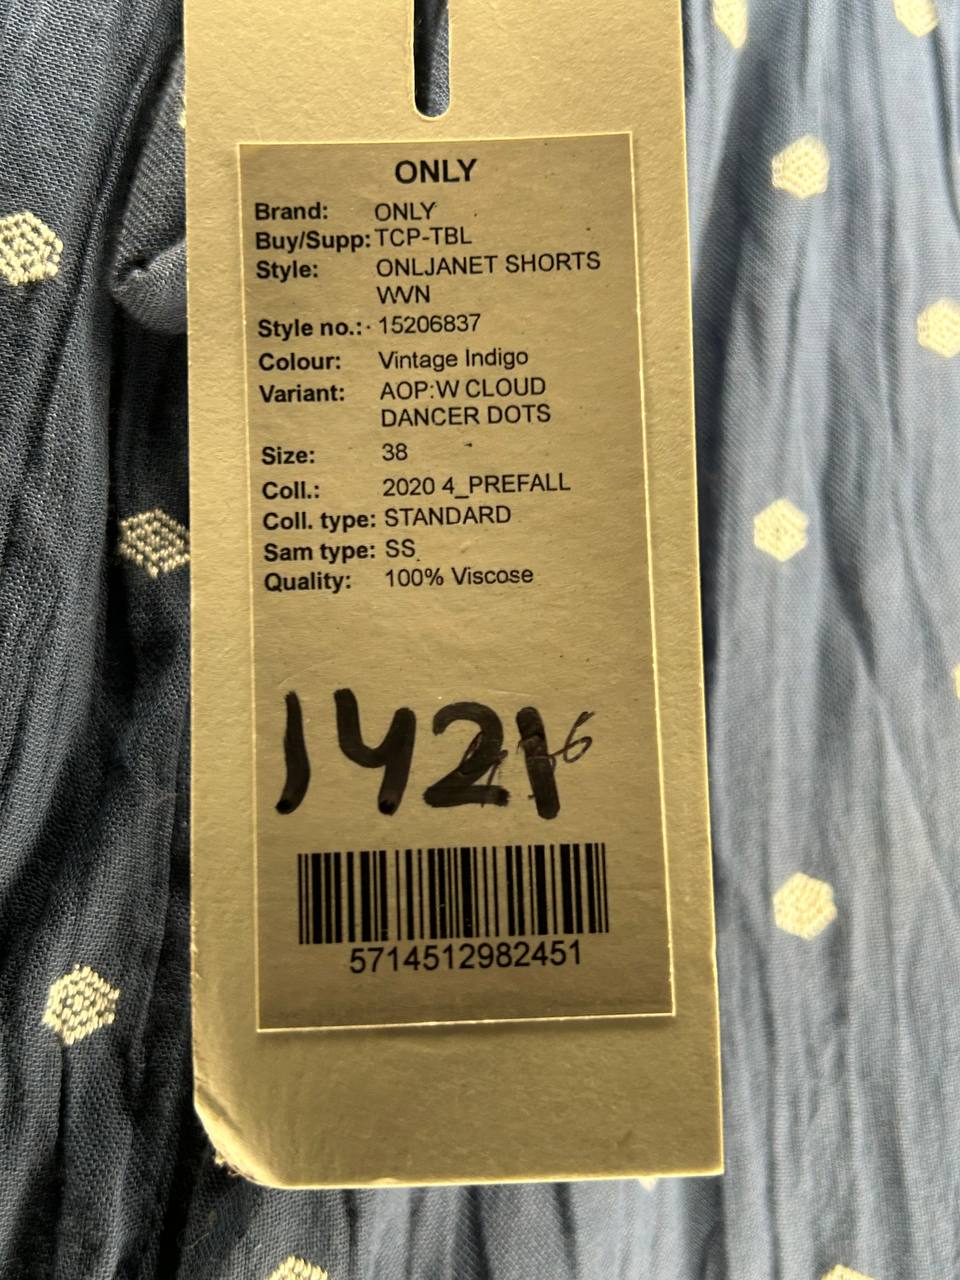 ONLY
Brand: ONLY
Buy/Supp: TCP-TBL
Style: ONLJANET SHORTS
WVN
Style no.: 15206837
Colour: Vintage Indigo
Variant: AOP:W CLOUD
DANCER DOTS
Size: 38
Coll.: 2020 4_PREFALL
Coll. type: STANDARD
Sam type: SS
Quality: 100% Viscose
1421
5714512982451